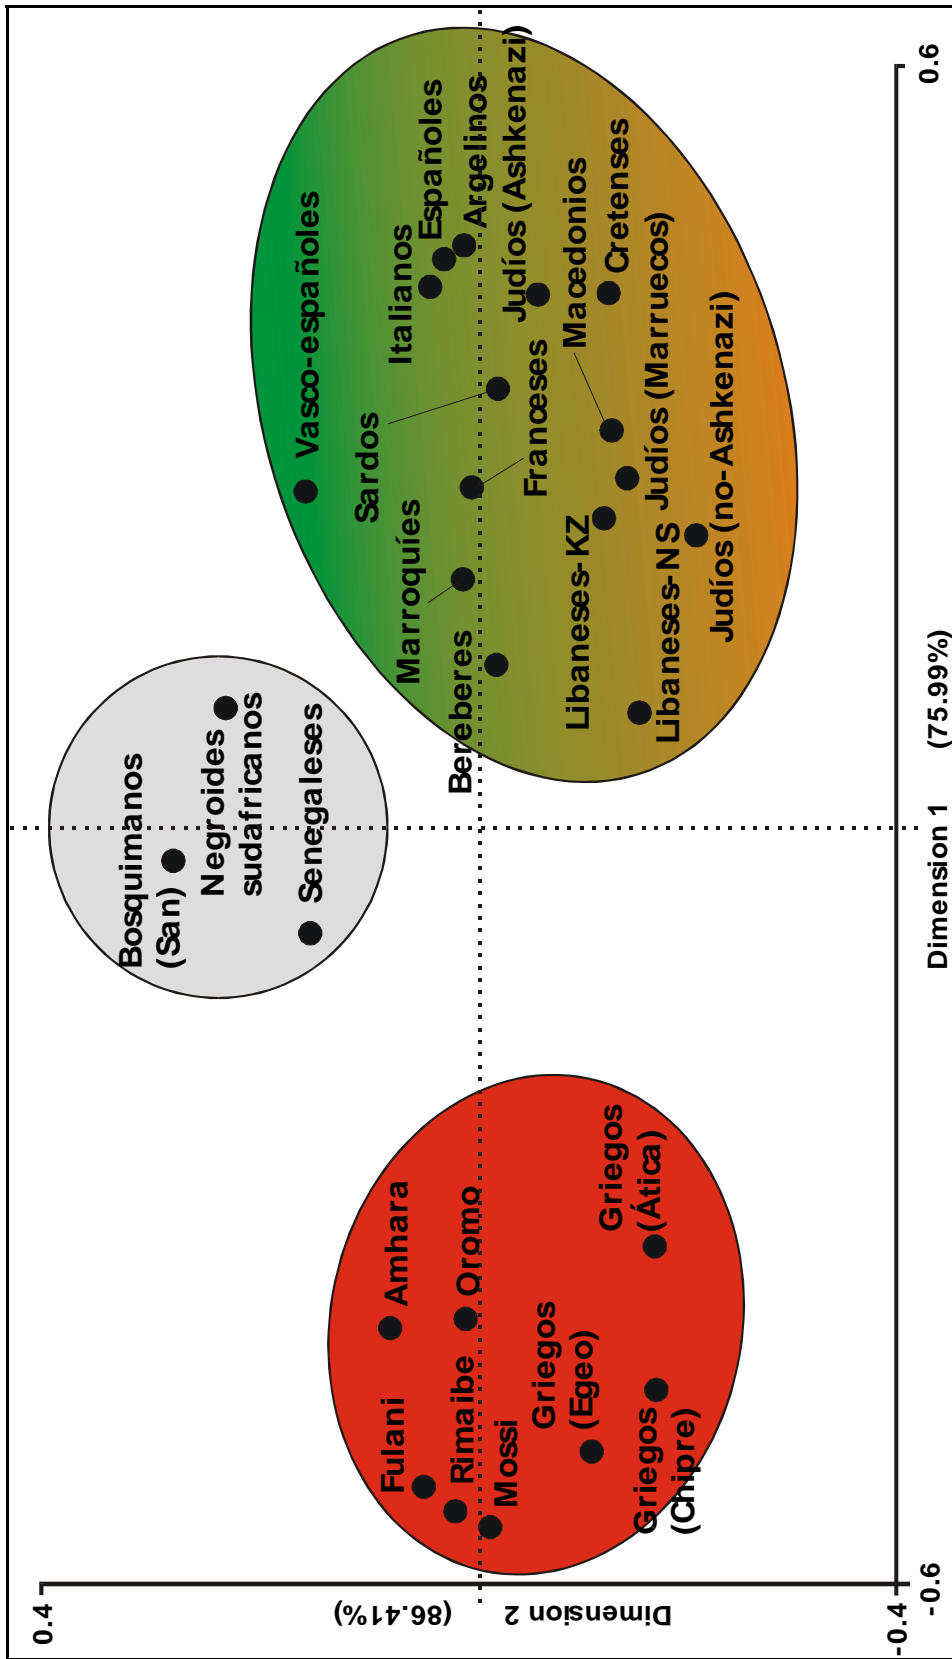 0.4
Bosquimanos
(San)
Negroides
sudafricanos
Senegaleses
Vasco-españoles
Italianos
Españoles
Argelinos
Judíos (Ashkenazi)
Sardos
Franceses
Macedonios
Cretenses
Marroquíes
Bereberes
Libaneses-KZ
Judíos (Marruecos)
Libaneses-NS
Judíos (no-Ashkenazi)
Fulani
Amhara
Rimaibe
Oromo
Mossi
Griegos
(Egeo)
Griegos
(Ática)
Griegos
(Chipre)
Dimension 2
(86.41%)
-0.4
-0.6
Dimension 1 (75.99%)
0.6